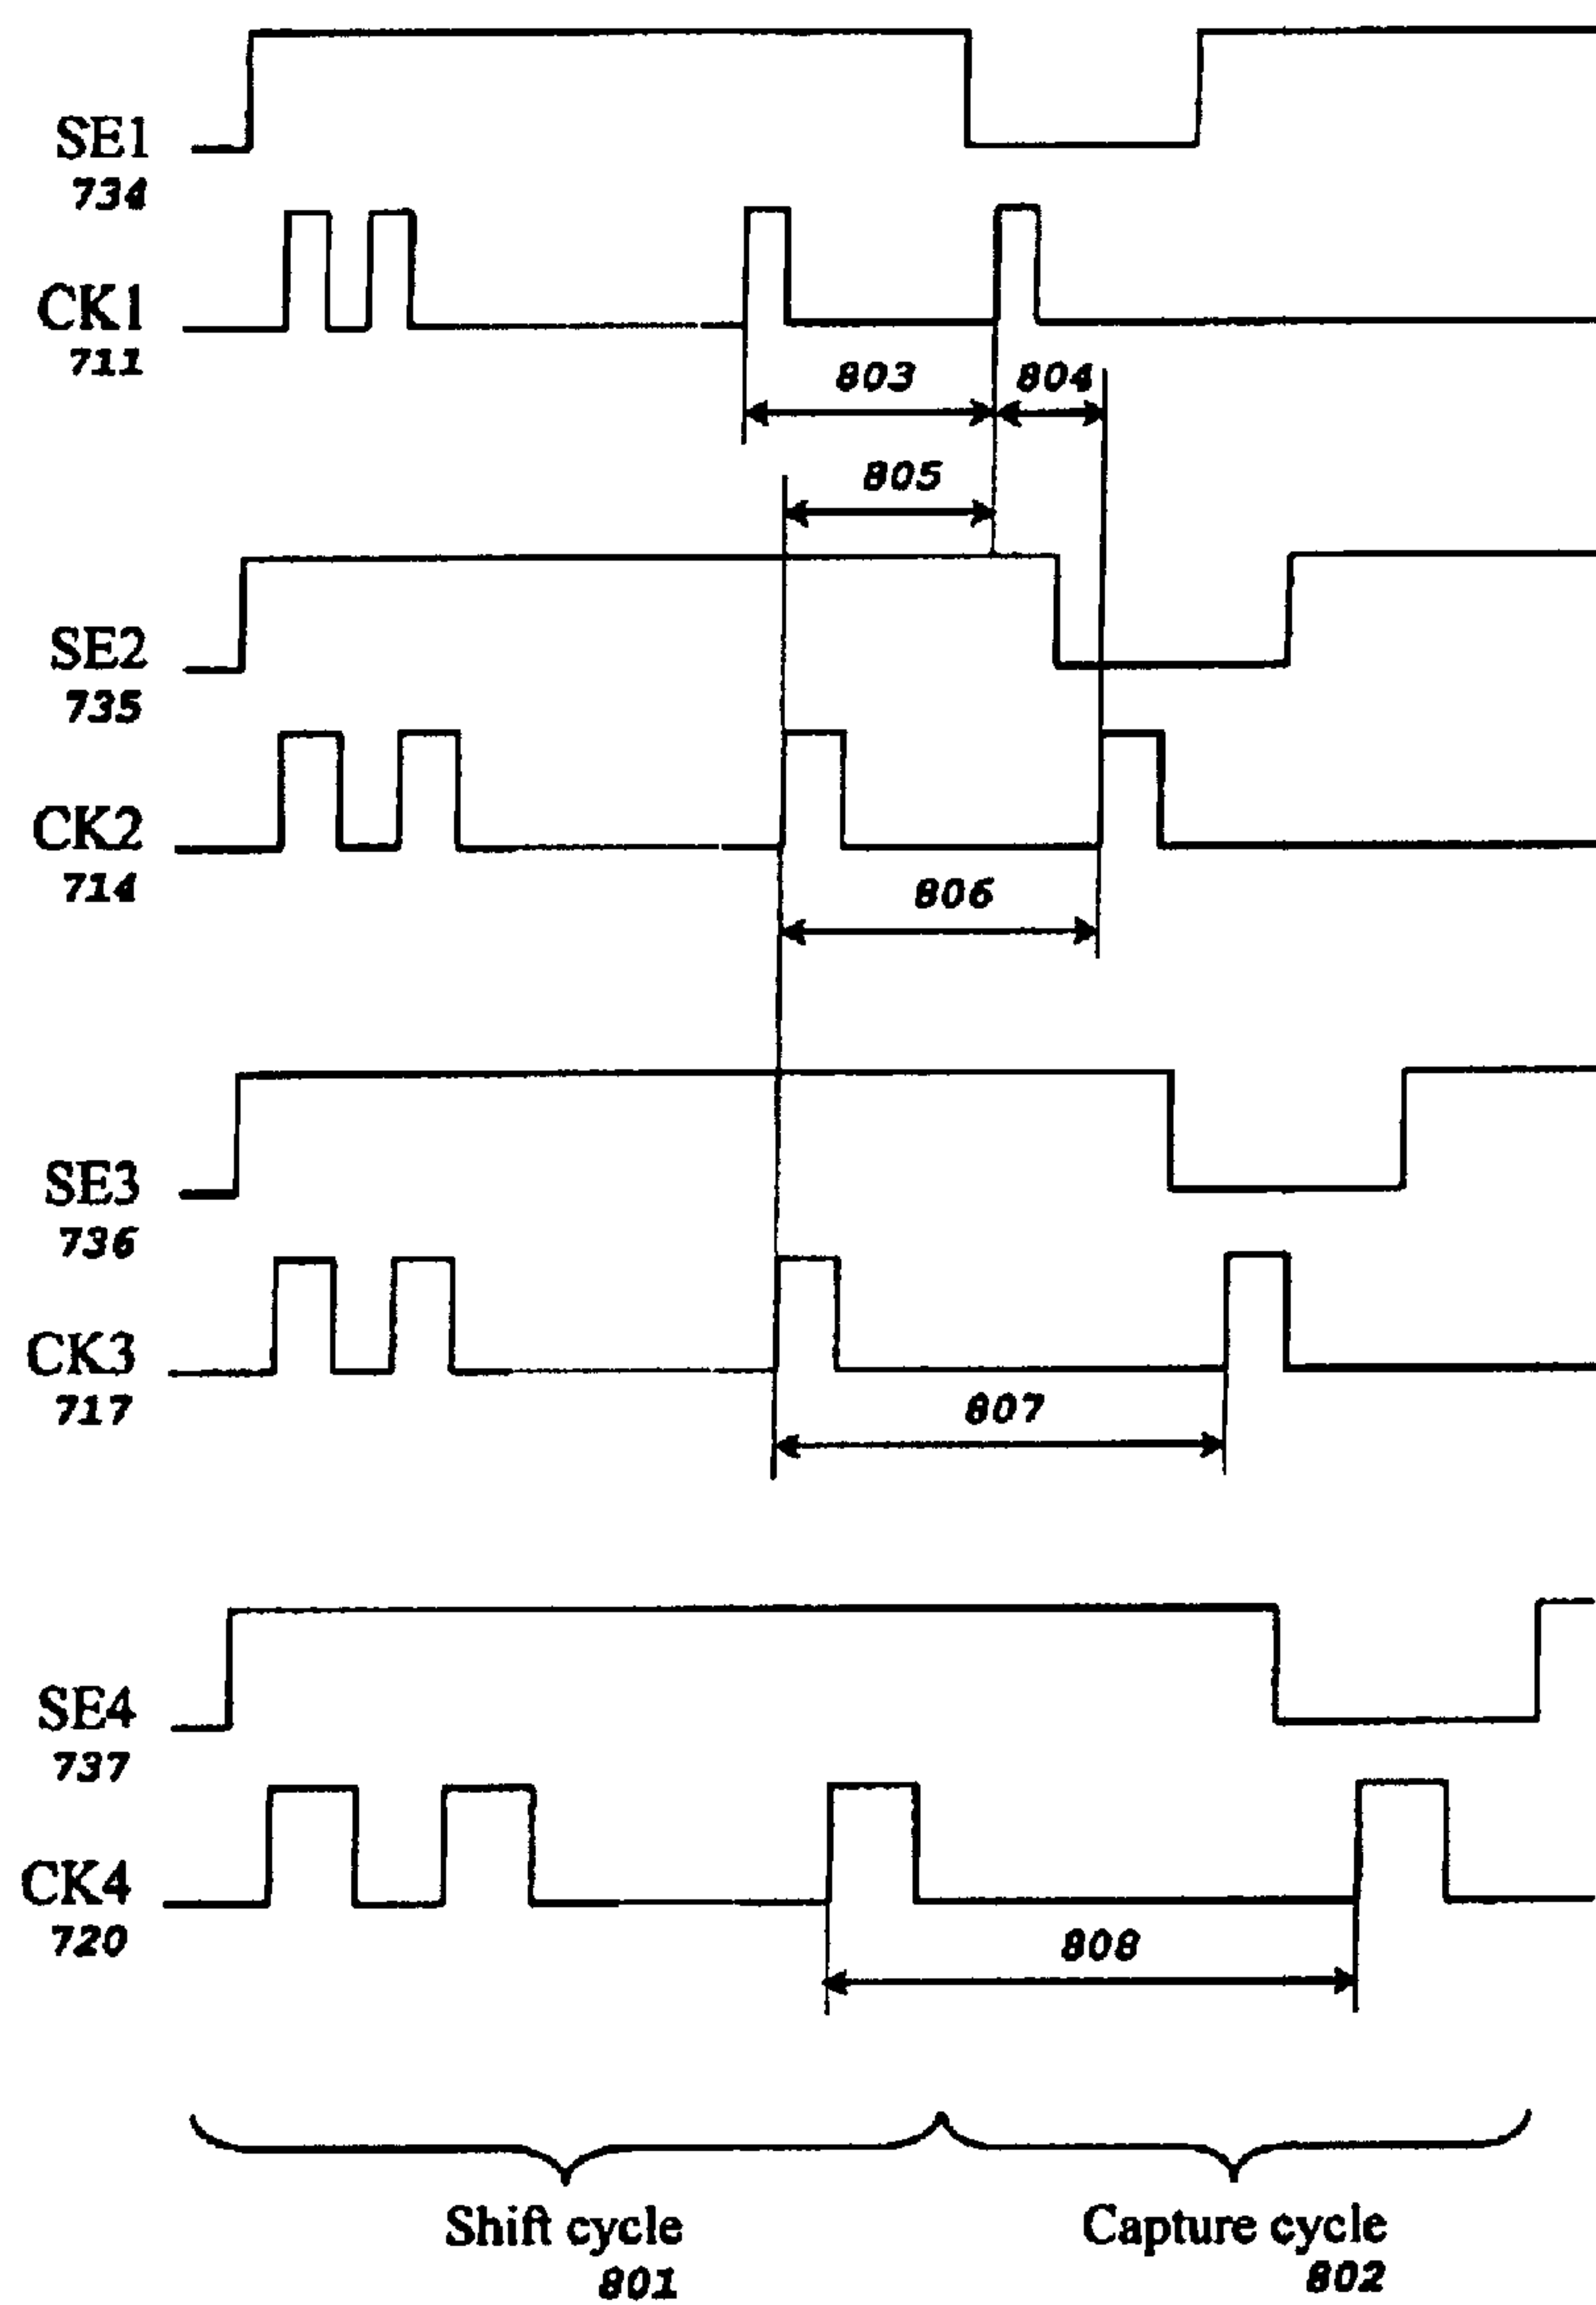 SE1
734
CK1
711
803
804
805
SE2
735
CK2
714
806
SE3
736
CK3
717
807
SE4
737
CK4
720
808
Shift cycle
801
Capture cycle
802